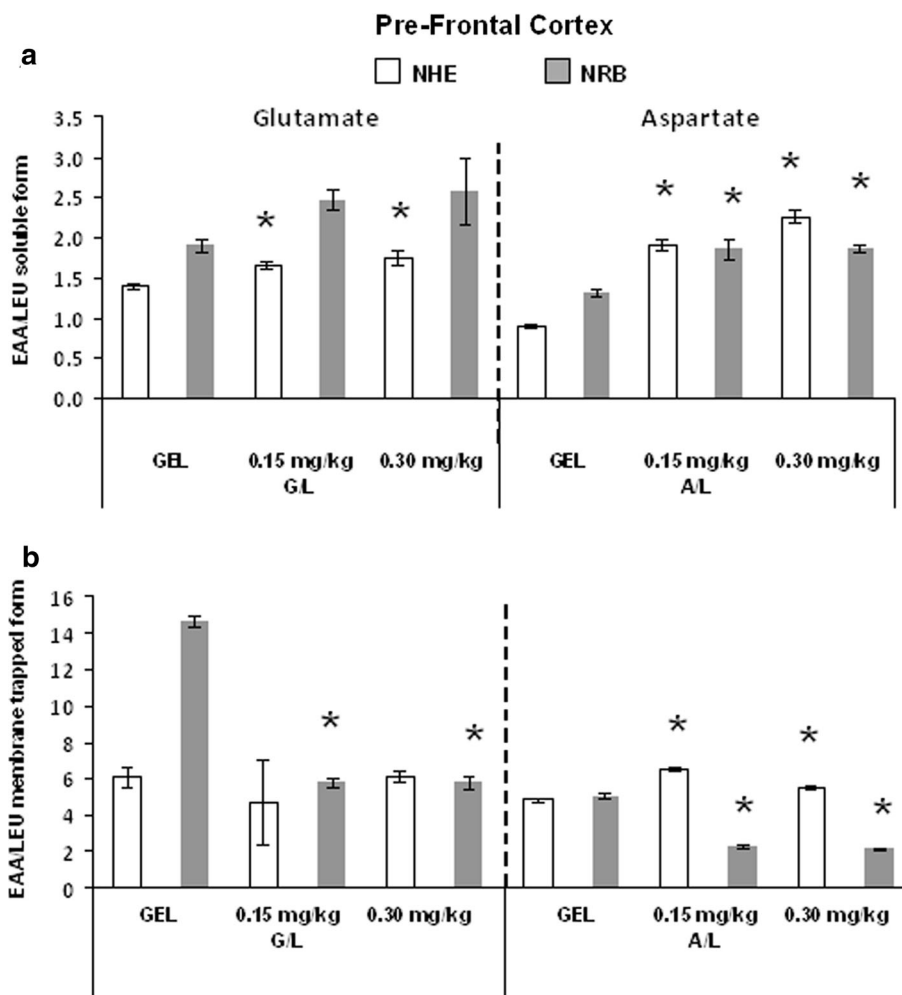 Pre-Frontal Cortex
a
NHE NRB
Glutamate Aspartate
EAA/LEU soluble form
3.5
3.0
2.5
2.0
1.5
1.0
0.5
0.0
* * * * * *
GEL 0.15 mg/kg 0.30 mg/kg GEL 0.15 mg/kg 0.30 mg/kg
G/L A/L
b
EAA/LEU membrane trapped form
16
14
12
10
8
6
4
2
0
* * * * * *
GEL 0.15 mg/kg 0.30 mg/kg GEL 0.15 mg/kg 0.30 mg/kg
G/L A/L